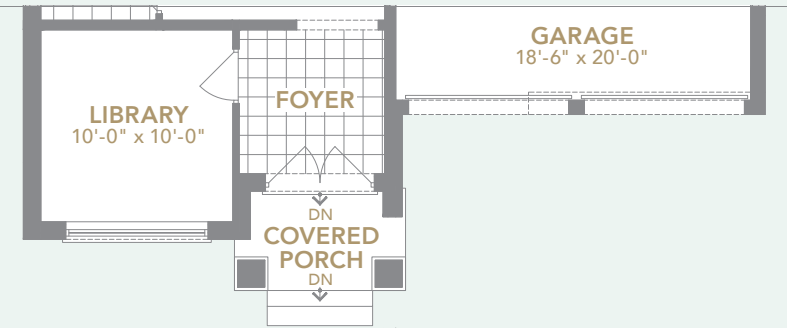 GARAGE
18'-6" x 20'-0"
FOYER
LIBRARY
10'-0" x 10'-0"
DN
COVERED
PORCH
DN